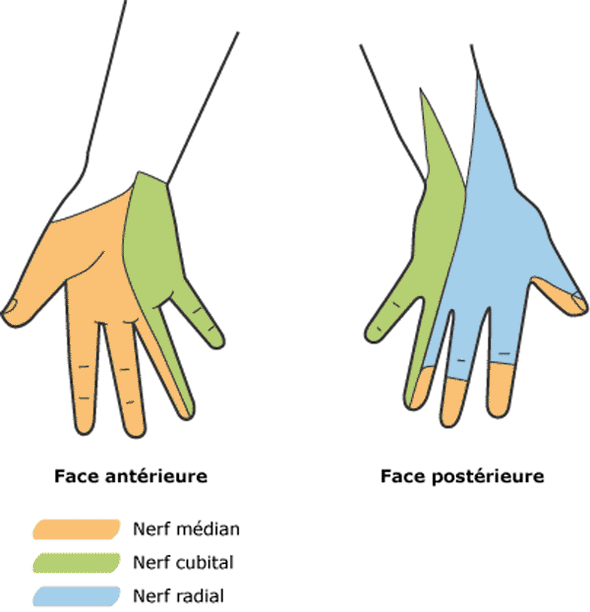 Face antérieure
Face postérieure
Nerf médian
Nerf cubital
Nerf radial